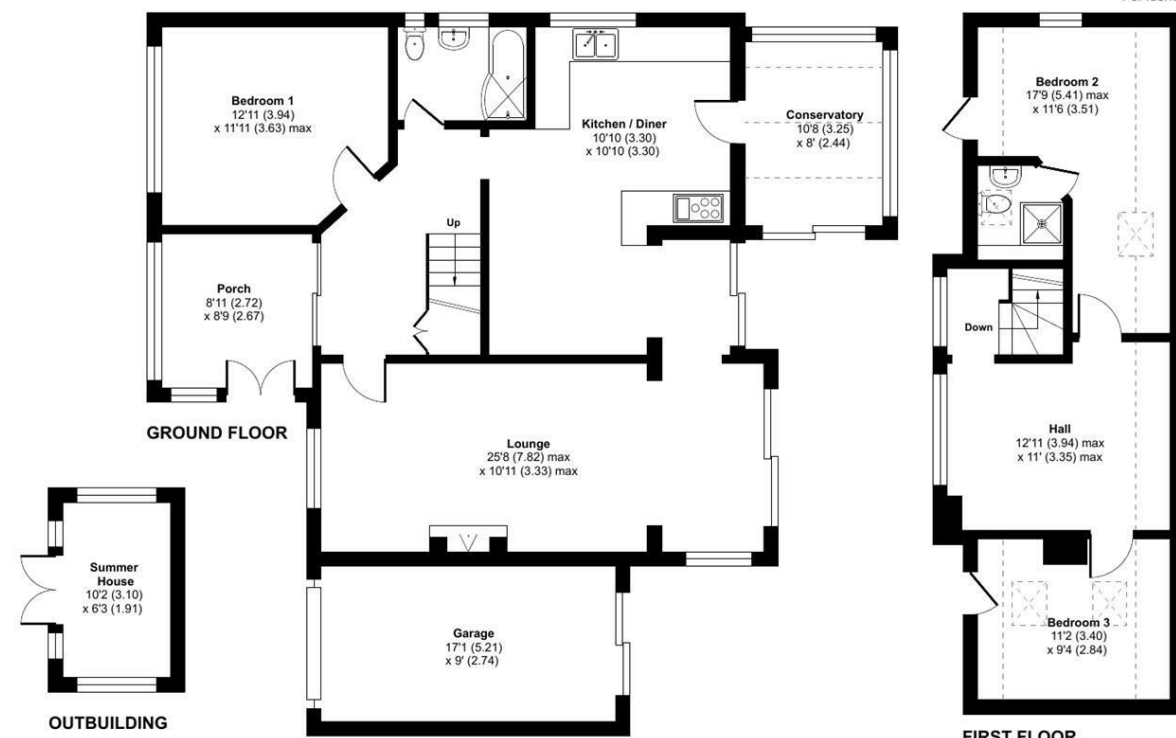 Bedroom 1
12'11 (3.94)
x 11'11 (3.63) max
Kitchen / Diner
10'10 (3.30)
x 10'10 (3.30)
Conservatory
10'8 (3.25)
x 8' (2.44)
Up
Porch
8'11 (2.72)
x 8'9 (2.67)
GROUND FLOOR
Lounge
25'8 (7.82) max
x 10'11 (3.33) max
Garage
17'1 (5.21)
x 9' (2.74)
Summer
House
10'2 (3.10)
x 6'3 (1.91)
OUTBUILDING
Bedroom 2
17'9 (5.41) max
x 11'6 (3.51)
Down
Hall
12'11 (3.94) max
x 11' (3.35) max
Bedroom 3
11'2 (3.40)
x 9'4 (2.84)
FIRST FLOOR